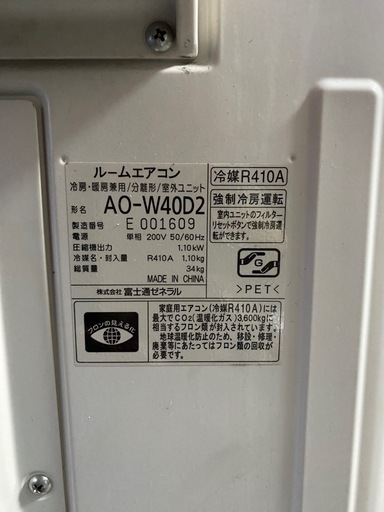 ルームエアコン
冷房・暖房兼用/分離形/室外ユニット
形名 AO-W40D2
製造番号 E 001609
電源 単相 200V 50/60Hz
圧縮機出力 1.10kW
冷媒名・封入量 R410A 1.10kg
総質量 34kg
MADE IN CHINA
株式会社 富士通ゼネラル
冷媒R410A
強制冷房運転
室内ユニットのフィルター
リセットボタンで強制冷房運転
ができます。
G
>PET<
フロンの見える化
家庭用エアコン(冷媒R410A)には
最大でCO2(温暖化ガス)3,600kgに
相当するフロン類が封入されています。
地球温暖化防止のため、移設・修理・
廃棄等にあたってはフロン類の回収が
必要です。